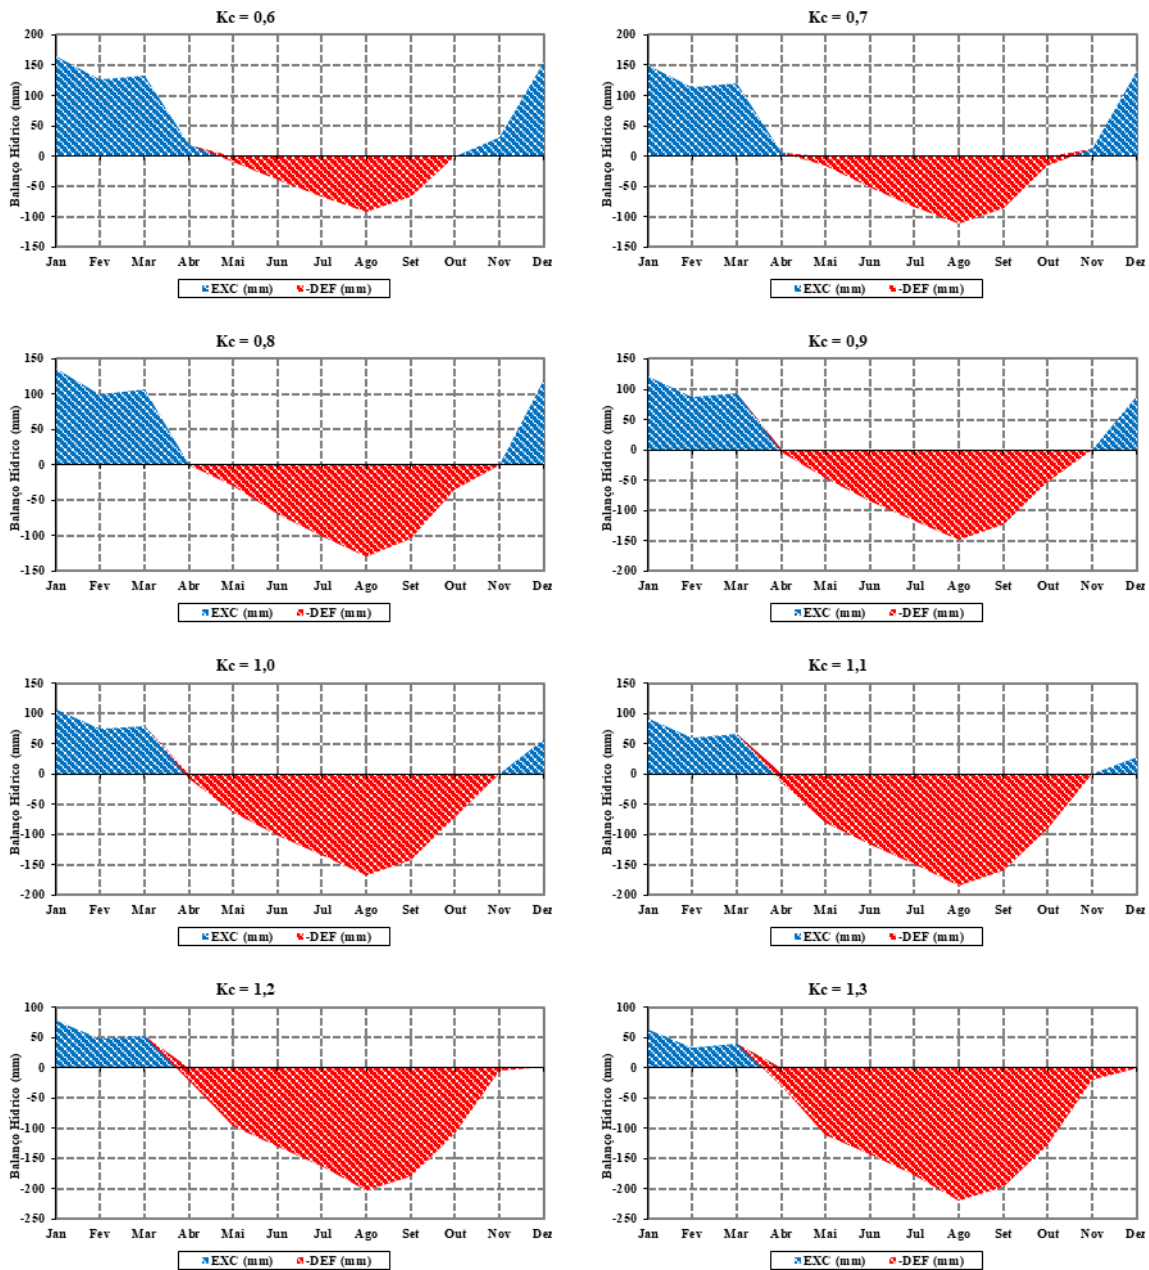 Kc = 0,6
Balanço Hídrico (mm)
200
150
100
50
0
-50
-100
-150
Jan Fev Mar Abr Mai Jun Jul Ago Set Out Nov Dez
EXC (mm) -DEF (mm)
Kc = 0,7
Balanço Hídrico (mm)
200
150
100
50
0
-50
-100
-150
Jan Fev Mar Abr Mai Jun Jul Ago Set Out Nov Dez
EXC (mm) -DEF (mm)
Kc = 0,8
Balanço Hídrico (mm)
150
100
50
0
-50
-100
-150
Jan Fev Mar Abr Mai Jun Jul Ago Set Out Nov Dez
EXC (mm) -DEF (mm)
Kc = 0,9
Balanço Hídrico (mm)
150
100
50
0
-50
-100
-150
-200
Jan Fev Mar Abr Mai Jun Jul Ago Set Out Nov Dez
EXC (mm) -DEF (mm)
Kc = 1,0
Balanço Hídrico (mm)
150
100
50
0
-50
-100
-150
-200
Jan Fev Mar Abr Mai Jun Jul Ago Set Out Nov Dez
EXC (mm) -DEF (mm)
Kc = 1,1
Balanço Hídrico (mm)
150
100
50
0
-50
-100
-150
-200
Jan Fev Mar Abr Mai Jun Jul Ago Set Out Nov Dez
EXC (mm) -DEF (mm)
Kc = 1,2
Balanço Hídrico (mm)
100
50
0
-50
-100
-150
-200
-250
Jan Fev Mar Abr Mai Jun Jul Ago Set Out Nov Dez
EXC (mm) -DEF (mm)
Kc = 1,3
Balanço Hídrico (mm)
100
50
0
-50
-100
-150
-200
-250
Jan Fev Mar Abr Mai Jun Jul Ago Set Out Nov Dez
EXC (mm) -DEF (mm)